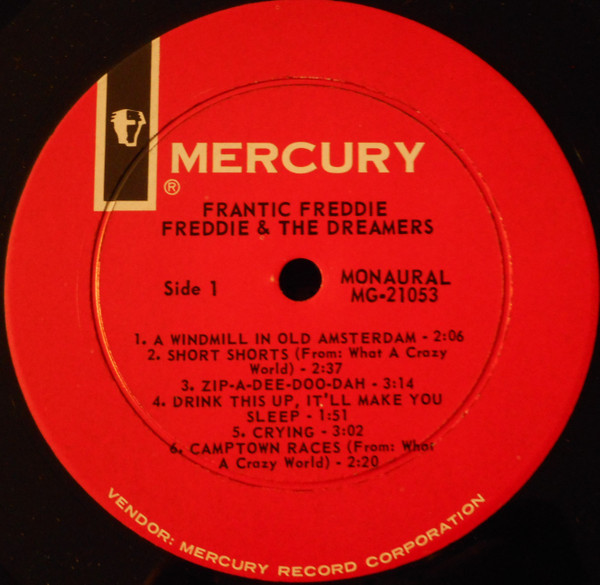 MERCURY
®
FRANTIC FREDDIE
FREDDIE & THE DREAMERS
Side 1
MONAURAL
MG-21053
1. A WINDMILL IN OLD AMSTERDAM - 2:06
2. SHORT SHORTS (From: What A Crazy
World) - 2:37
3. ZIP-A-DEE-DOO-DAH - 3:14
4. DRINK THIS UP, IT'LL MAKE YOU
SLEEP - 1:51
5. CRYING - 3:02
6. CAMPTOWN RACES (From: What
A Crazy World) - 2:20
VENDOR: MERCURY RECORD CORPORATION